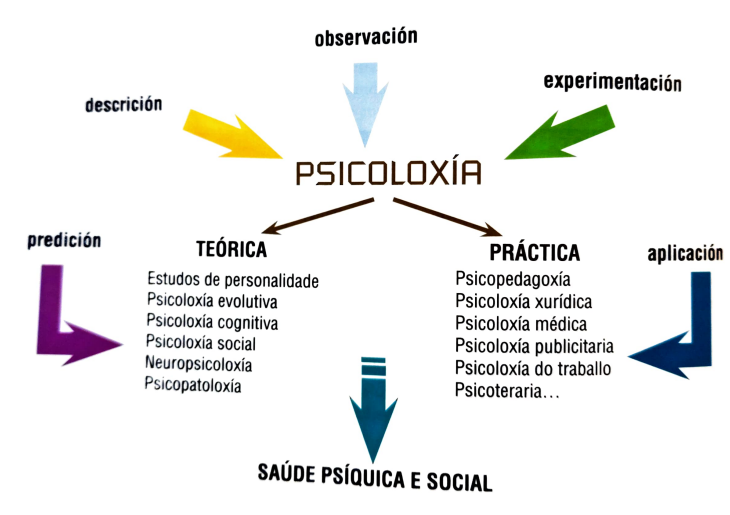 observación
experimentación
descrición
PSICOLOXÍA
predición
TEÓRICA
Estudos de personalidade
Psicoloxía evolutiva
Psicoloxía cognitiva
Psicoloxía social
Neuropsicoloxía
Psicopatoloxía
PRÁCTICA
Psicopedagoxía
Psicoloxía xurídica
Psicoloxía médica
Psicoloxía publicitaria
Psicoloxía do traballo
Psicoteraria...
aplicación
SAÚDE PSÍQUICA E SOCIAL